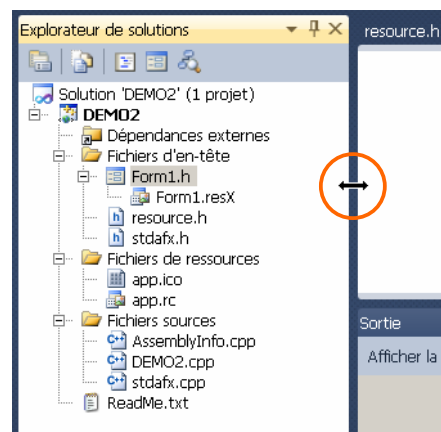 Explorateur de solutions
resource.h
Solution 'DEMO2' (1 projet)
DEMO2
Dépendances externes
Fichiers d'en-tête
Form1.h
Form1.resX
resource.h
stdafx.h
Fichiers de ressources
app.ico
app.rc
Fichiers sources
AssemblyInfo.cpp
DEMO2.cpp
stdafx.cpp
ReadMe.txt
Sortie
Afficher la